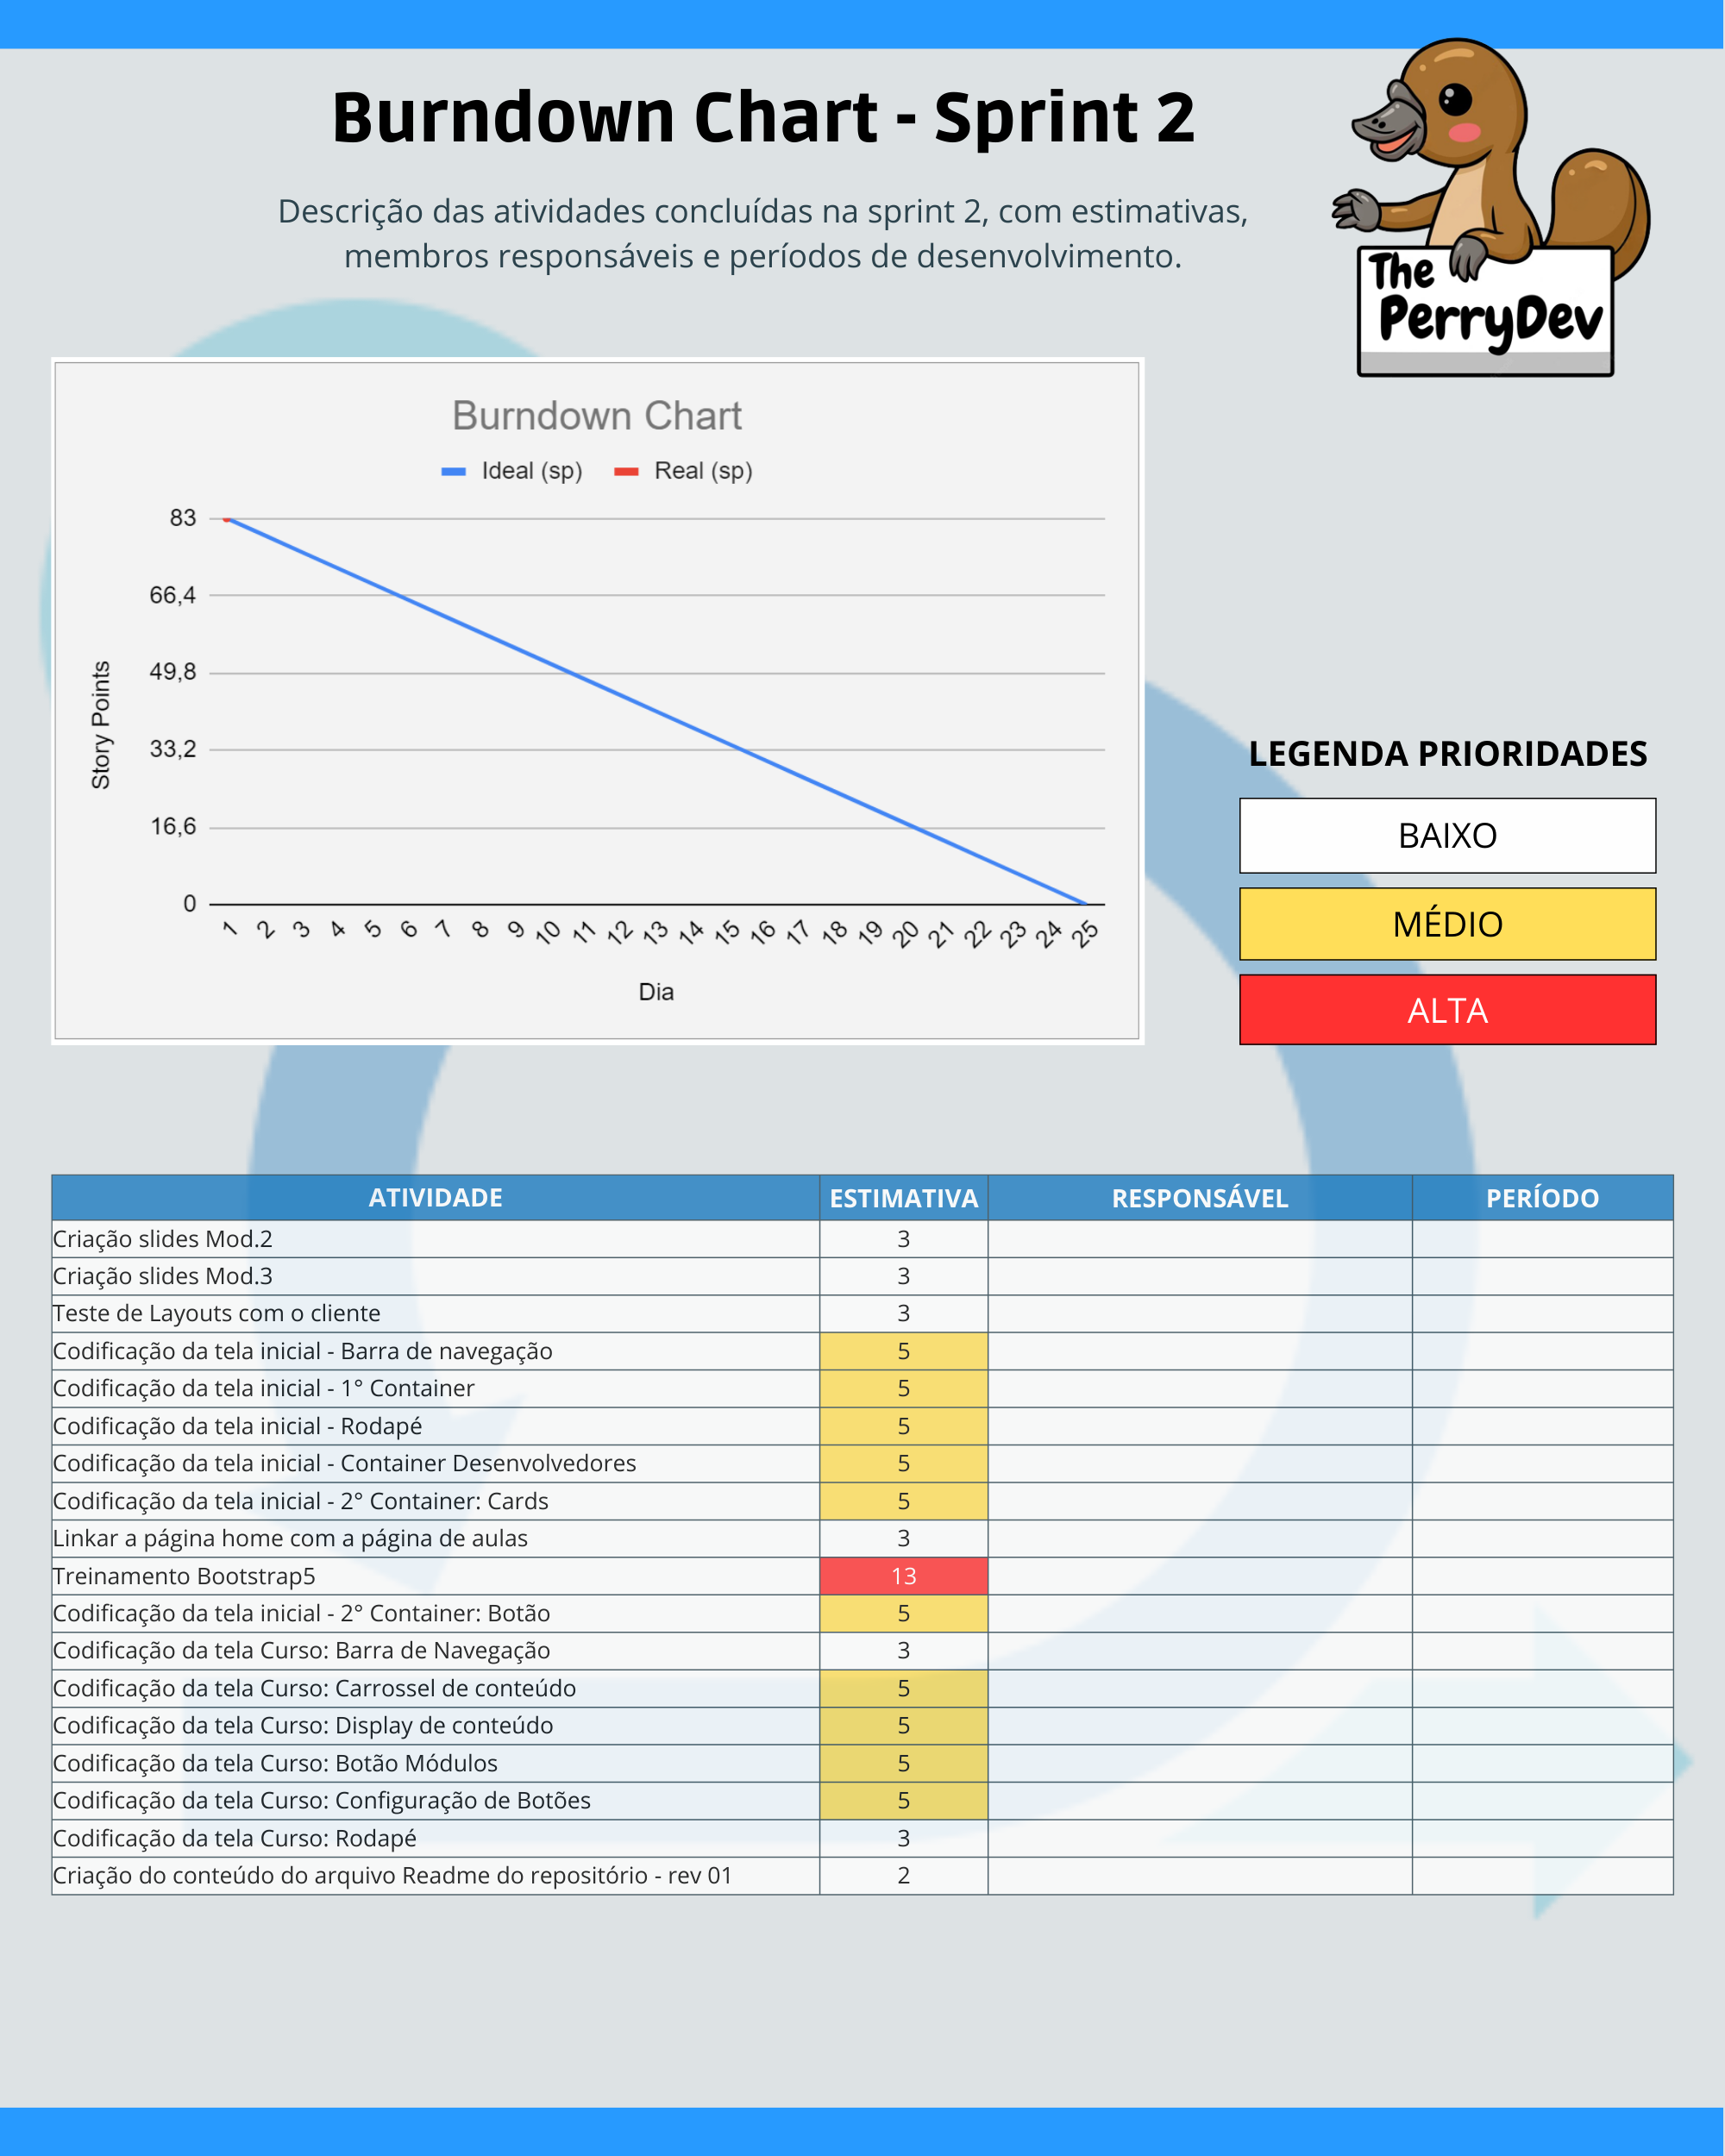 Burndown Chart - Sprint 2
Descrição das atividades concluídas na sprint 2, com estimativas,
membros responsáveis e períodos de desenvolvimento.
The
PerryDev
Burndown Chart
Ideal (sp) Real (sp)
83
66,4
49,8
33,2
16,6
0
Story Points
1 2 3 4 5 6 7 8 9 10 11 12 13 14 15 16 17 18 19 20 21 22 23 24 25
Dia
LEGENDA PRIORIDADES
BAIXO
MÉDIO
ALTA
ATIVIDADE ESTIMATIVA RESPONSÁVEL PERÍODO
Criação slides Mod.2 3
Criação slides Mod.3 3
Teste de Layouts com o cliente 3
Codificação da tela inicial - Barra de navegação 5
Codificação da tela inicial - 1° Container 5
Codificação da tela inicial - Rodapé 5
Codificação da tela inicial - Container Desenvolvedores 5
Codificação da tela inicial - 2° Container: Cards 5
Linkar a página home com a página de aulas 3
Treinamento Bootstrap5 13
Codificação da tela inicial - 2° Container: Botão 5
Codificação da tela Curso: Barra de Navegação 3
Codificação da tela Curso: Carrossel de conteúdo 5
Codificação da tela Curso: Display de conteúdo 5
Codificação da tela Curso: Botão Módulos 5
Codificação da tela Curso: Configuração de Botões 5
Codificação da tela Curso: Rodapé 3
Criação do conteúdo do arquivo Readme do repositório - rev 01 2